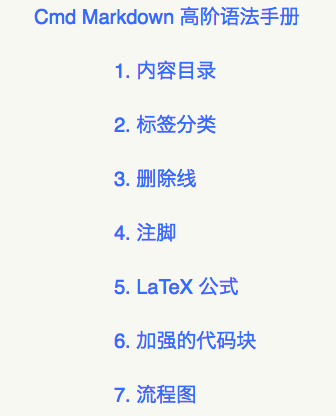 Cmd Markdown 高阶语法手册
1. 内容目录
2. 标签分类
3. 删除线
4. 注脚
5. LaTeX 公式
6. 加强的代码块
7. 流程图